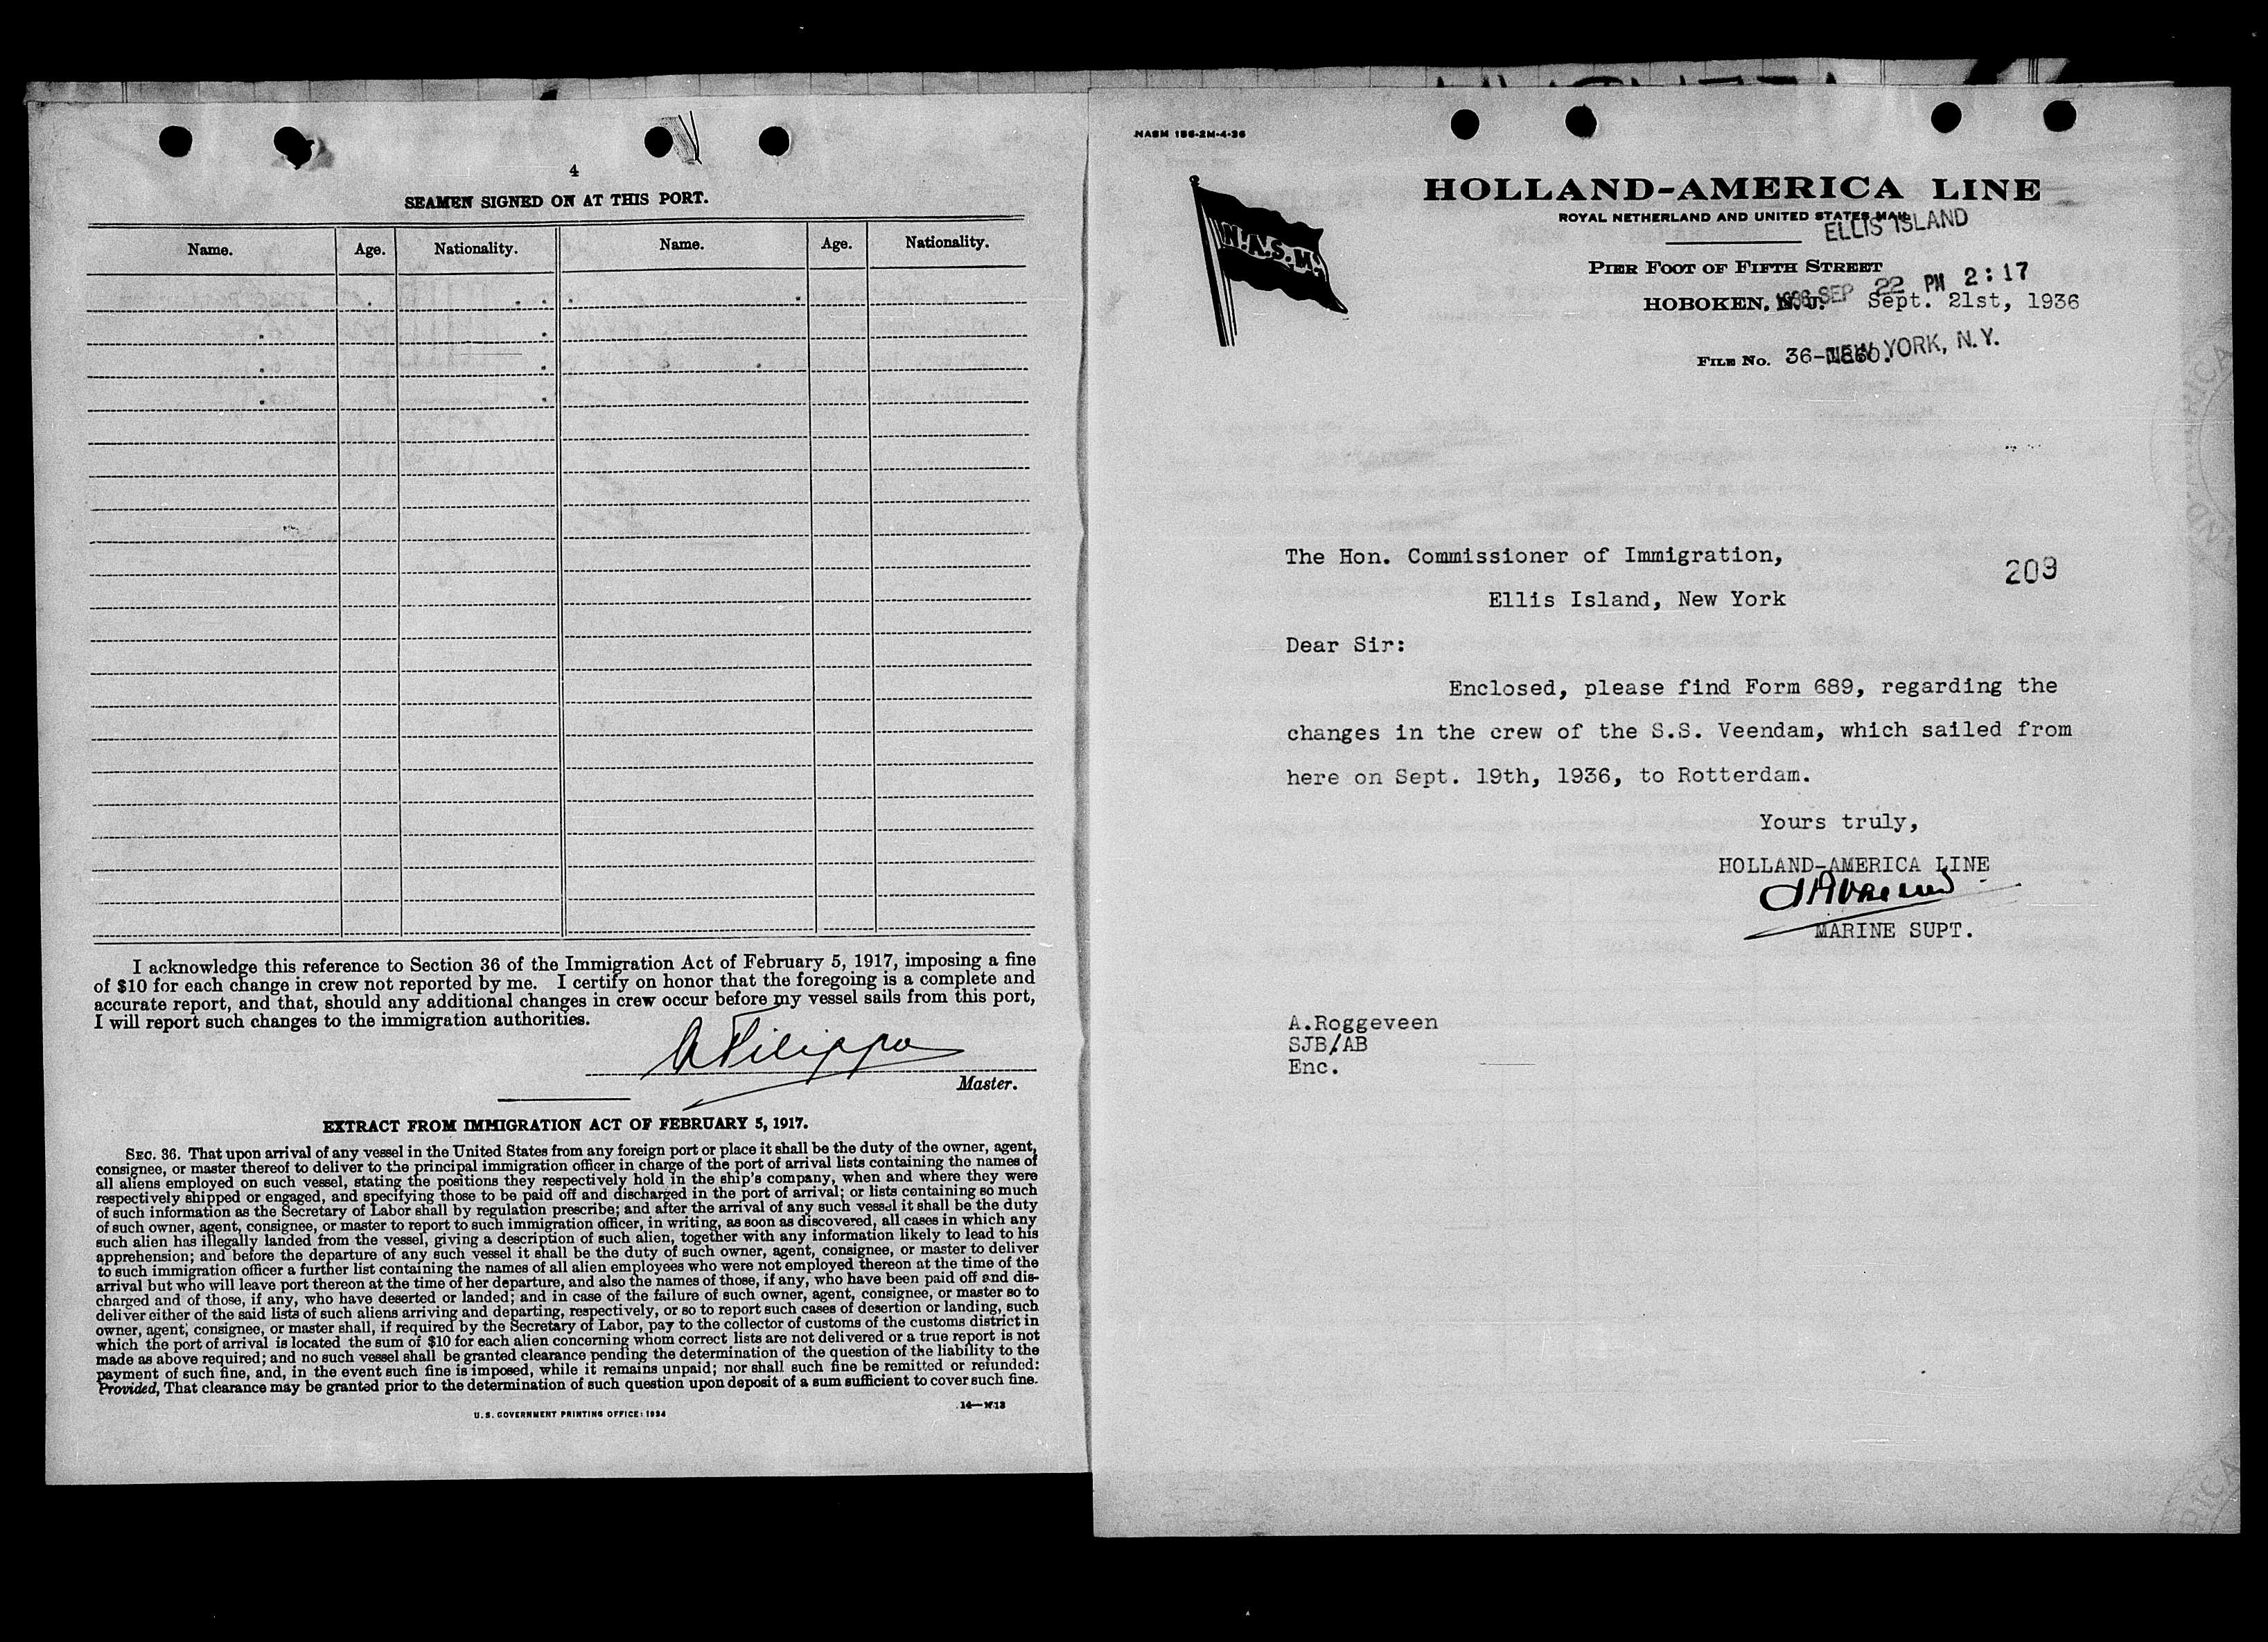 4
SEAMEN SIGNED ON AT THIS PORT.
Name. Age. Nationality. Name. Age. Nationality.
I acknowledge this reference to Section 36 of the Immigration Act of February 5, 1917, imposing a fine
of $10 for each change in crew not reported by me. I certify on honor that the foregoing is a complete and
accurate report, and that, should any additional changes in crew occur before my vessel sails from this port,
I will report such changes to the immigration authorities.
A Filippo
Master.
EXTRACT FROM IMMIGRATION ACT OF FEBRUARY 5, 1917.
SEC. 36. That upon arrival of any vessel in the United States from any foreign port or place it shall be the duty of the owner, agent,
consignee, or master thereof to deliver to the principal immigration officer in charge of the port of arrival lists containing the names of
all aliens employed on such vessel, stating the positions they respectively hold in the ship's company, when and where they were
respectively shipped or engaged, and specifying those to be paid off and discharged in the port of arrival; or lists containing so much
of such information as the Secretary of Labor shall by regulation prescribe; and after the arrival of any such vessel it shall be the duty
of such owner, agent, consignee, or master to report to such immigration officer, in writing, as soon as discovered, all cases in which any
such alien has illegally landed from the vessel, giving a description of such alien, together with any information likely to lead to his
apprehension; and before the departure of any such vessel it shall be the duty of such owner, agent, consignee, or master to deliver
to such immigration officer a further list containing the names of all alien employees who were not employed thereon at the time of the
arrival but who will leave port thereon at the time of her departure, and also the names of those, if any, who have been paid off and dis-
charged and of those, if any, who have deserted or landed; and in case of the failure of such owner, agent, consignee, or master so to
deliver either of the said lists of such aliens arriving and departing, respectively, or so to report such cases of desertion or landing, such
owner, agent, consignee, or master shall, if required by the Secretary of Labor, pay to the collector of customs of the customs district in
which the port of arrival is located the sum of $10 for each alien concerning whom correct lists are not delivered or a true report is not
made as above required; and no such vessel shall be granted clearance pending the determination of the question of the liability to the
payment of such fine, and, in the event such fine is imposed, while it remains unpaid; nor shall such fine be remitted or refunded:
Provided, That clearance may be granted prior to the determination of such question upon deposit of a sum sufficient to cover such fine.
U.S. GOVERNMENT PRINTING OFFICE: 1934
NASM 186-2M-4-36
N.A.S.M.
HOLLAND-AMERICA LINE
ROYAL NETHERLAND AND UNITED STATES MAIL
ELLIS ISLAND
PIER FOOT OF FIFTH STREET
1936 SEP 22 PM 2:17
HOBOKEN, N. J. Sept. 21st, 1936
FILE NO. 36-1860.
NEW YORK, N.Y.
The Hon. Commissioner of Immigration,
209
Ellis Island, New York
Dear Sir:
Enclosed, please find Form 689, regarding the
changes in the crew of the S.S. Veendam, which sailed from
here on Sept. 19th, 1936, to Rotterdam.
Yours truly,
HOLLAND-AMERICA LINE
MARINE SUPT.
A.Roggeveen
SJB/AB
Enc.